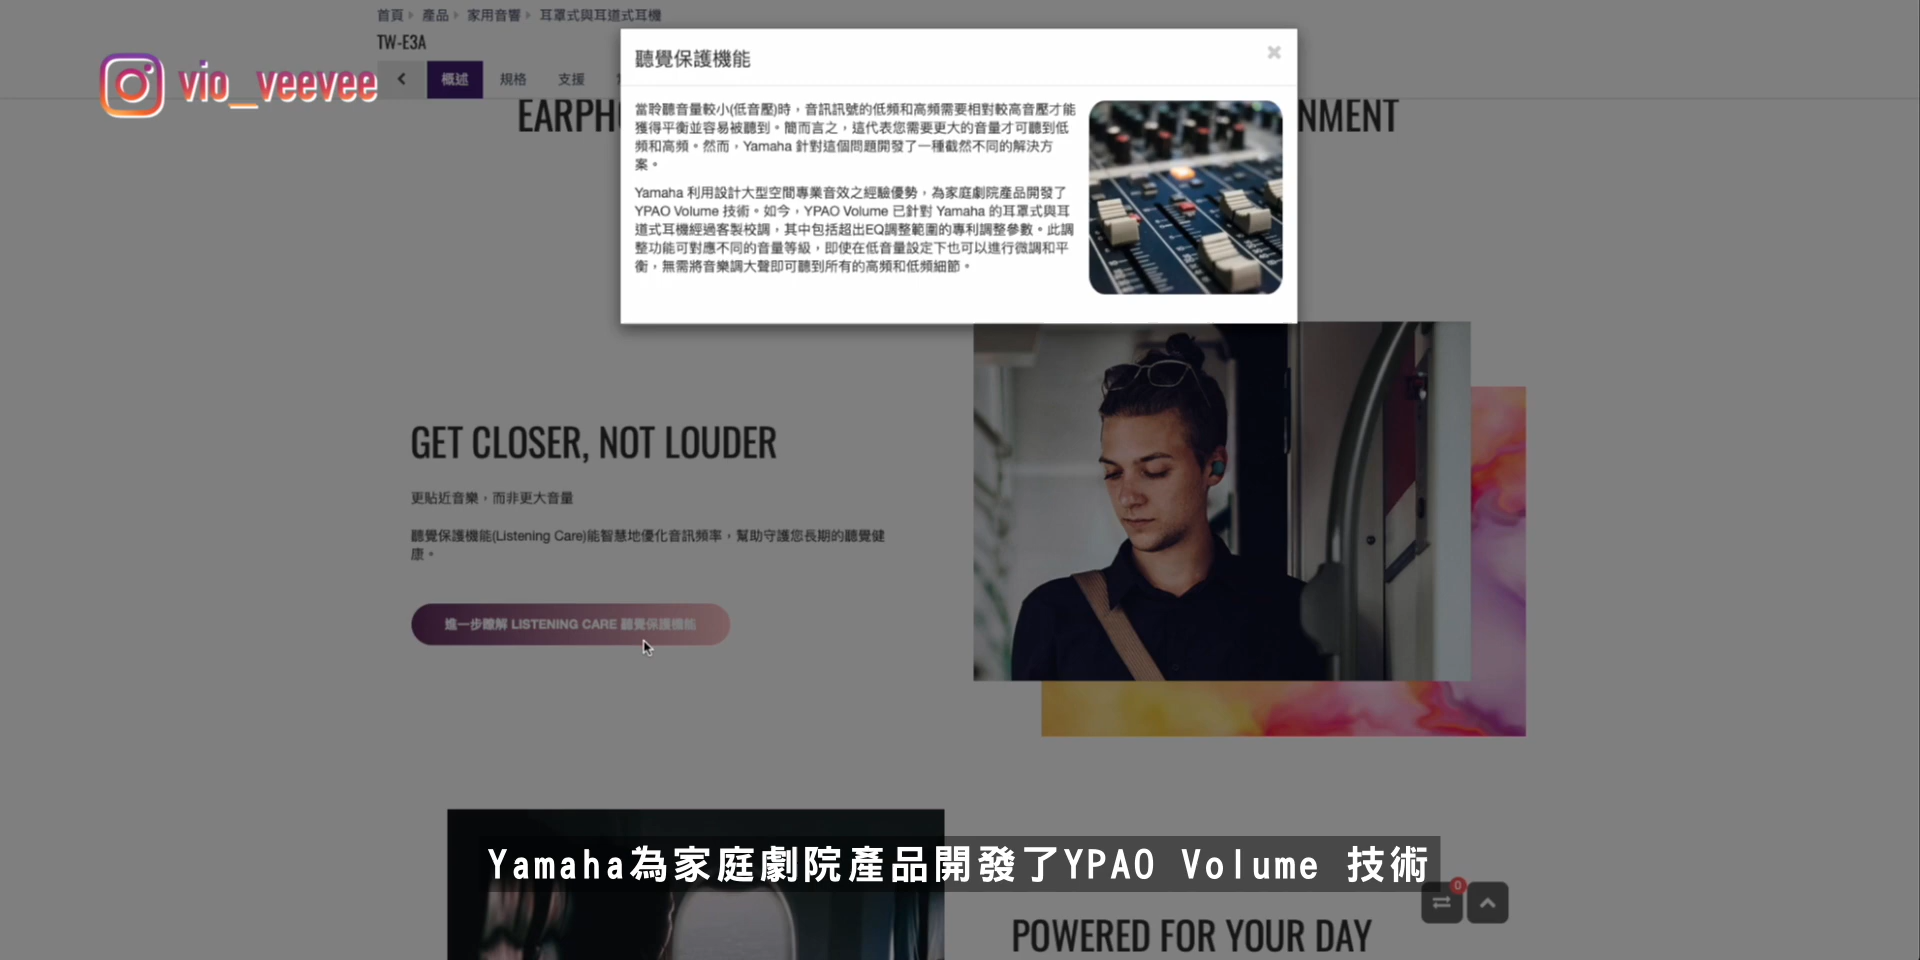 首頁 產品 家用音響 耳罩式與耳道式耳機
TW-E3A
vio_veevee
概述 規格 支援
EARPH
NMENT
聽覺保護機能
當聆聽音量較小(低音壓)時，音訊訊號的低頻和高頻需要相對較高音壓才能
獲得平衡並容易被聽到。簡而言之，這代表您需要更大的音量才可聽到低
頻和高頻。然而，Yamaha 針對這個問題開發了一種截然不同的解決方
案。
Yamaha 利用設計大型空間專業音效之經驗優勢，為家庭劇院產品開發了
YPAO Volume 技術。如今，YPAO Volume 已針對 Yamaha 的耳罩式與耳
道式耳機經過客製校調，其中包括超出EQ調整範圍的專利調整參數。此調
整功能可對應不同的音量等級，即使在低音量設定下也可以進行微調和平
衡，無需將音樂調大聲即可聽到所有的高頻和低頻細節。
GET CLOSER, NOT LOUDER
更貼近音樂，而非更大音量
聽覺保護機能(Listening Care)能智慧地優化音訊頻率，幫助守護您長期的聽覺健
康。
進一步瞭解 LISTENING CARE 聽覺保護機能
Yamaha為家庭劇院產品開發了YPAO Volume 技術
0
POWERED FOR YOUR DAY